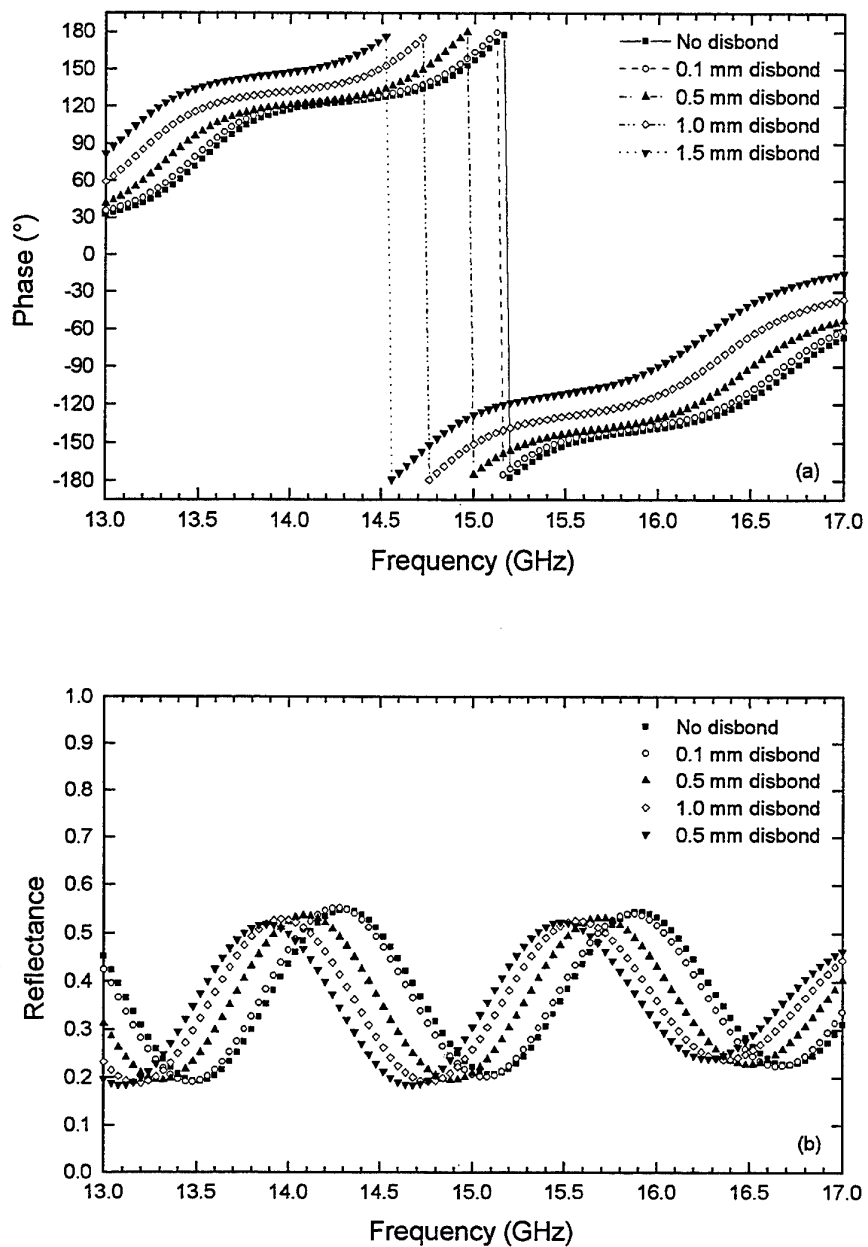 180
150
120
90
60
30
0
-30
-60
-90
-120
-150
-180
Phase (°)
No disbond
0.1 mm disbond
0.5 mm disbond
1.0 mm disbond
1.5 mm disbond
(a)
13.0 13.5 14.0 14.5 15.0 15.5 16.0 16.5 17.0
Frequency (GHz)
1.0
0.9
0.8
0.7
0.6
0.5
0.4
0.3
0.2
0.1
0.0
Reflectance
No disbond
0.1 mm disbond
0.5 mm disbond
1.0 mm disbond
0.5 mm disbond
(b)
13.0 13.5 14.0 14.5 15.0 15.5 16.0 16.5 17.0
Frequency (GHz)